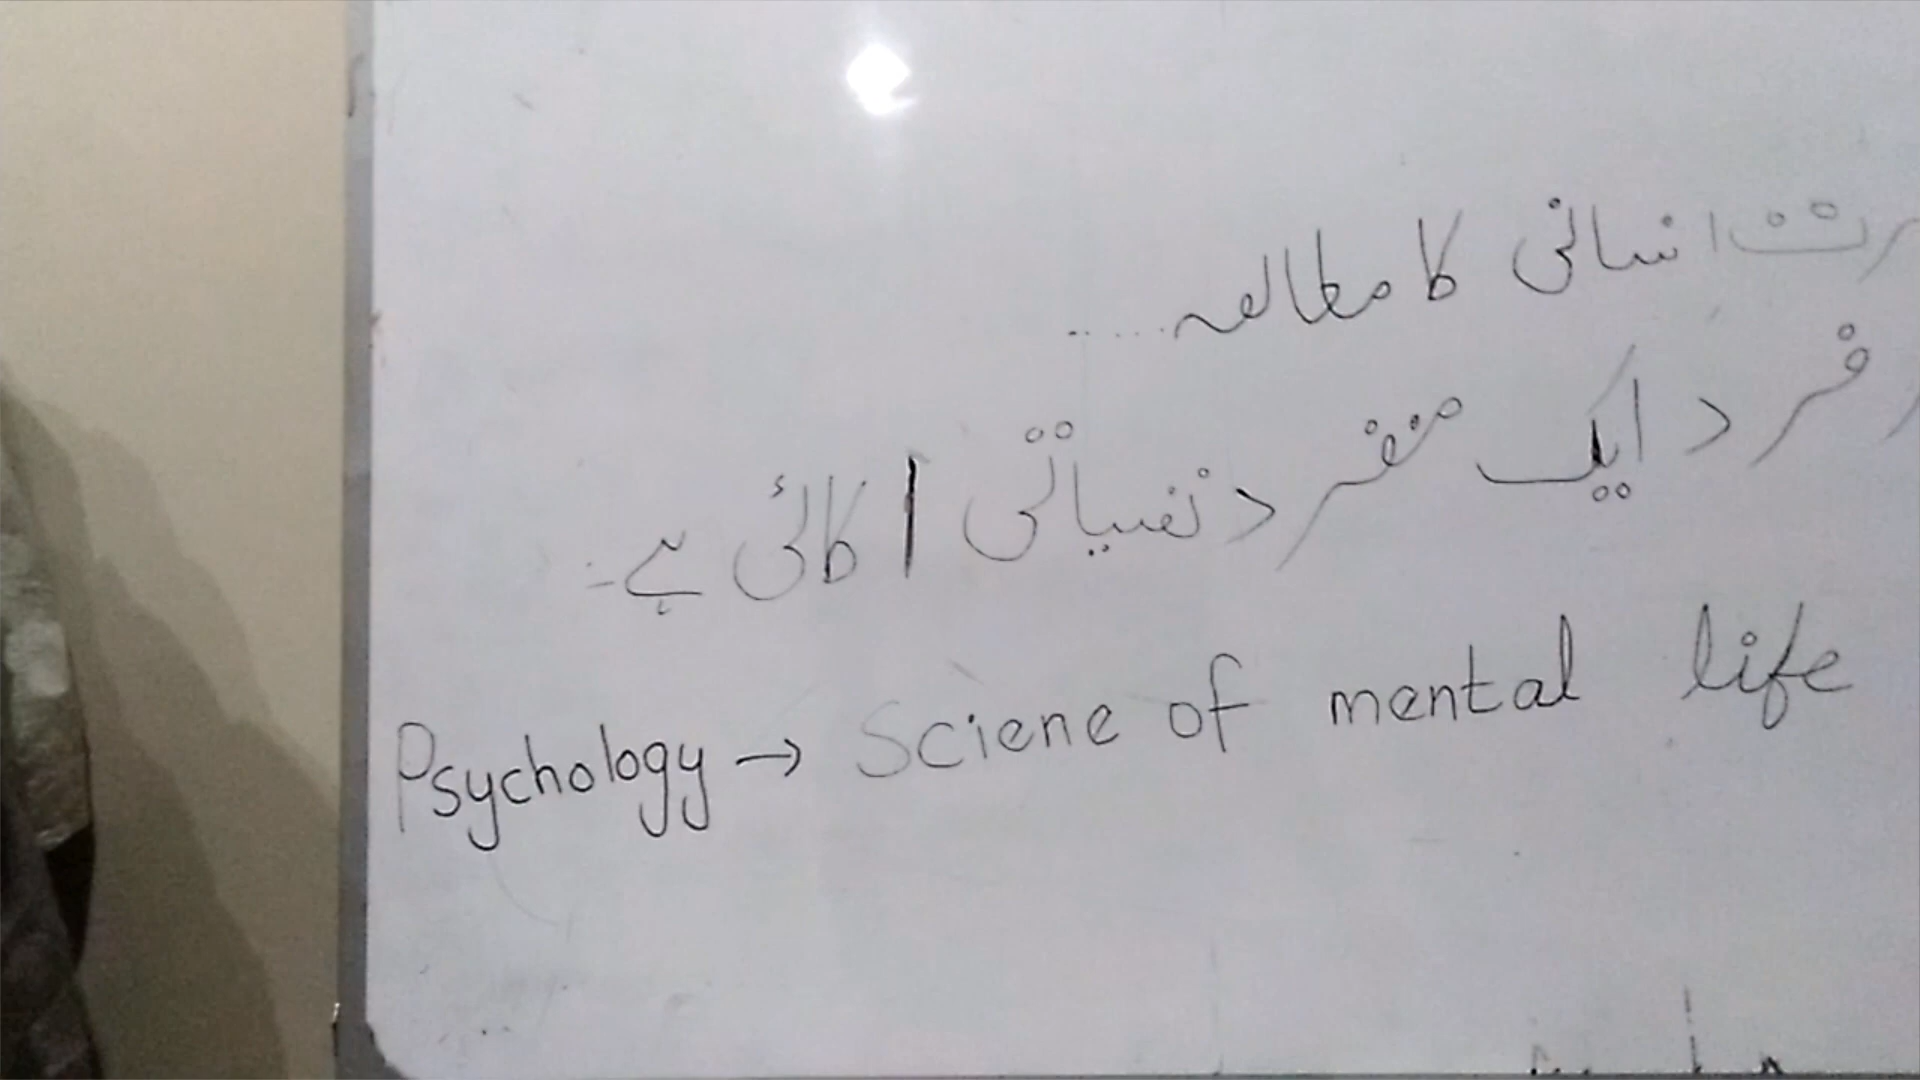 انسانی کا مطالعہ.....
فرد ایک منفرد نفسیاتی اکائی ہے۔
Psychology → Sciene of mental life